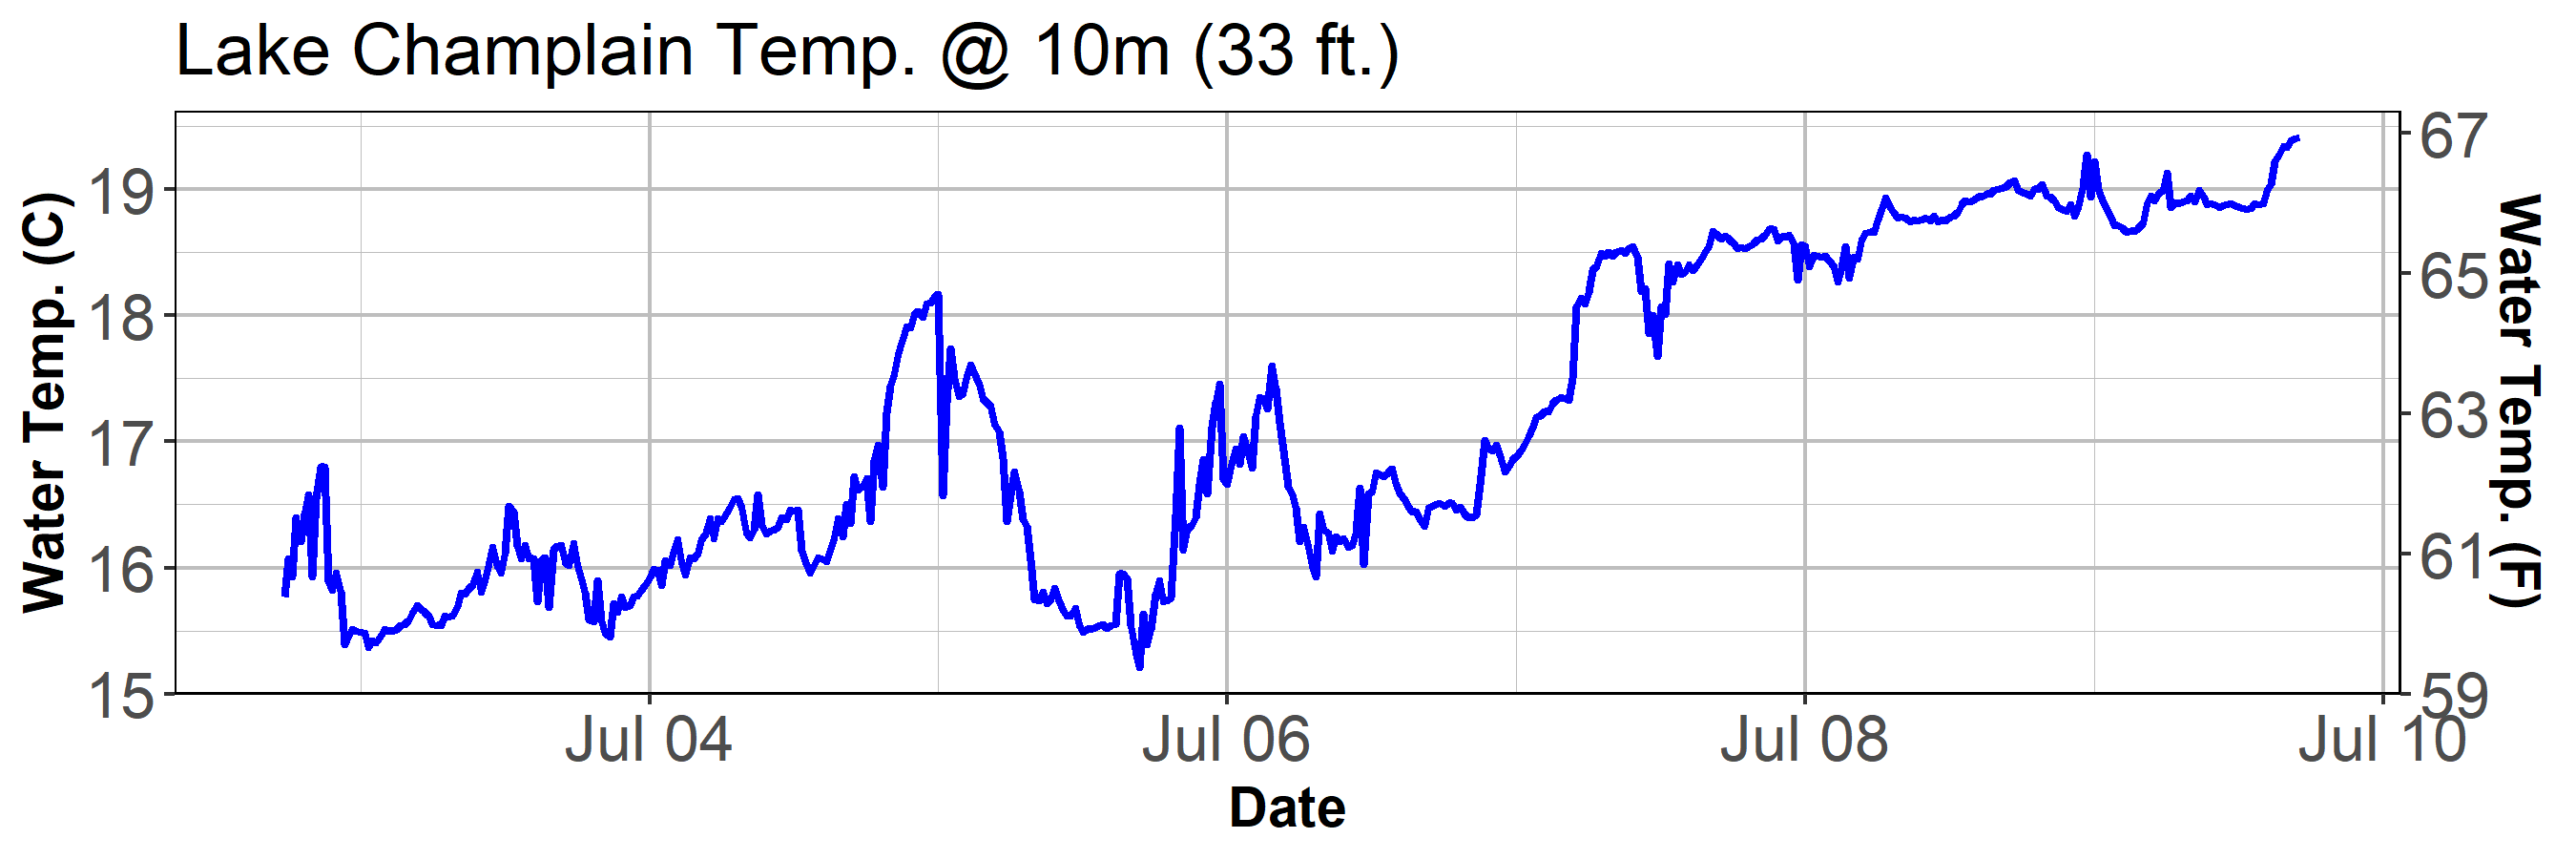 Lake Champlain Temp. @ 10m (33 ft.)
Water Temp. (C)
19
18
17
16
15
67
65
63
61
59
Water Temp. (F)
Jul 04
Jul 06
Jul 08
Jul 10
Date